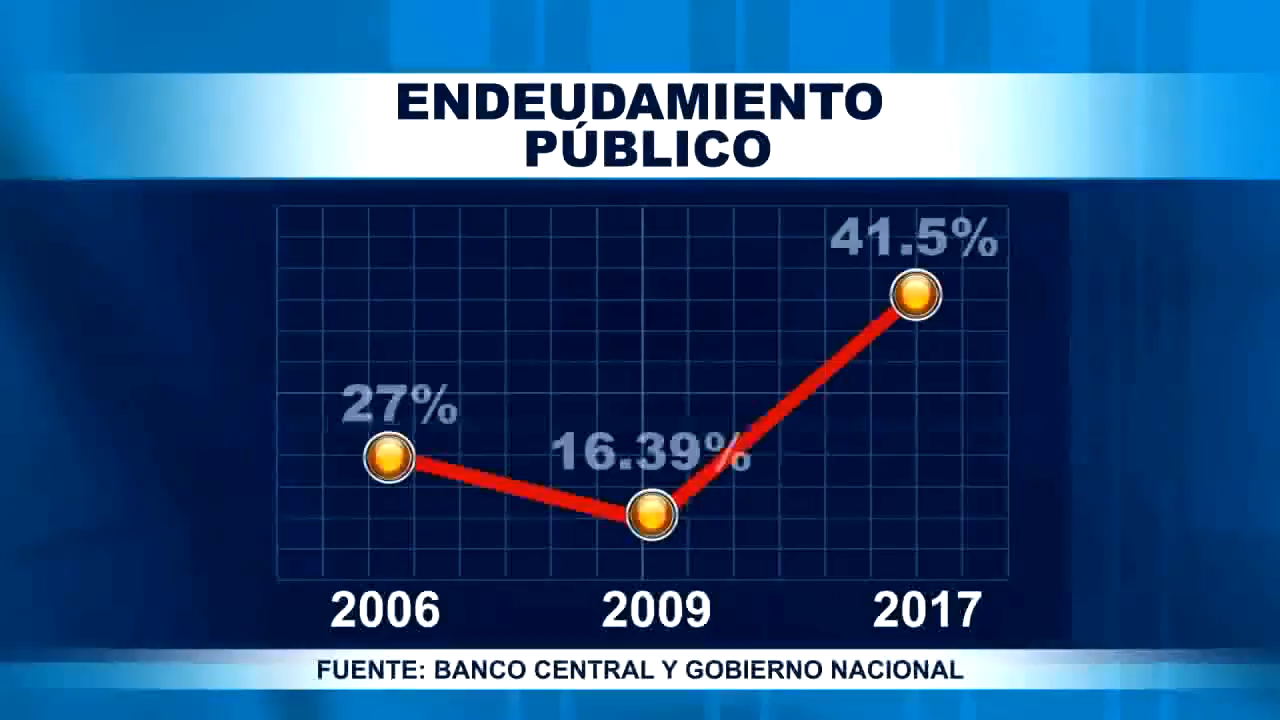 ENDEUDAMIENTO
PÚBLICO
41.5%
27%
16.39%
2006 2009 2017
FUENTE: BANCO CENTRAL Y GOBIERNO NACIONAL